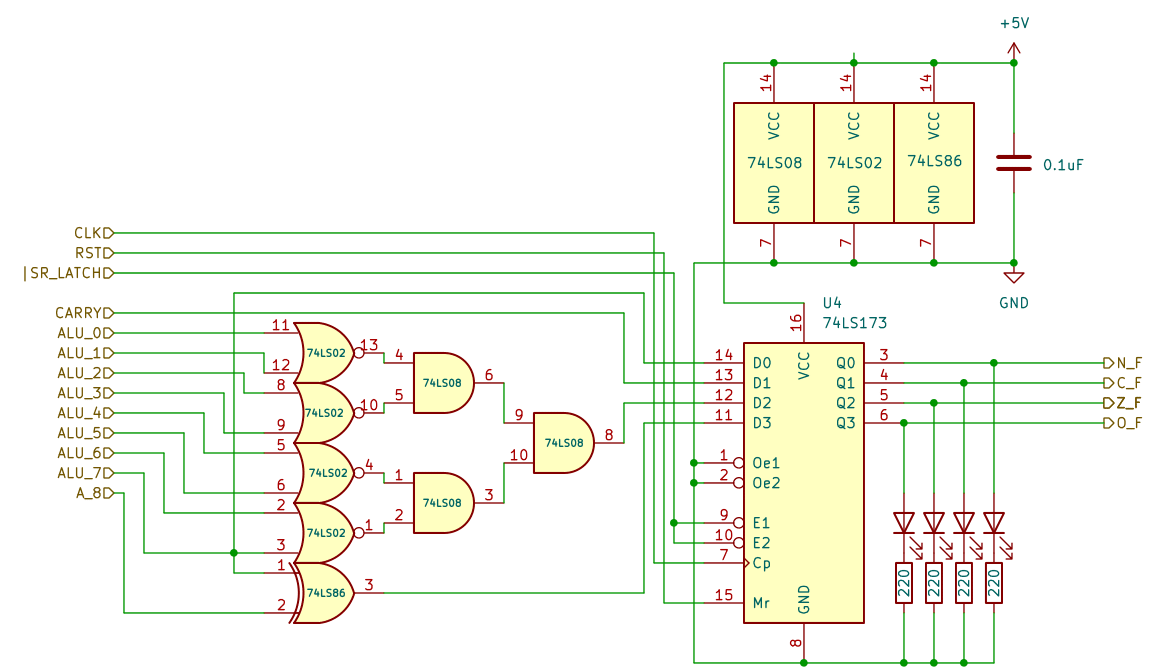 +5V
14
14
14
VCC
VCC
VCC
74LS08
74LS02
74LS86
0.1uF
GND
GND
GND
7
7
7
GND
CLK
RST
|SR_LATCH
CARRY
ALU_0
ALU_1
ALU_2
ALU_3
ALU_4
ALU_5
ALU_6
ALU_7
A_8
11
12
74LS02
13
8
9
74LS02
10
5
6
74LS02
4
2
3
74LS02
1
1
2
74LS86
3
4
5
74LS08
6
1
2
74LS08
3
9
10
74LS08
8
U4
74LS173
16
VCC
14 D0 Q0 3
13 D1 Q1 4
12 D2 Q2 5
11 D3 Q3 6
1 Oe1
2 Oe2
9 E1
10 E2
7 Cp
15 Mr
GND
8
N_F
C_F
Z_F
O_F
220
220
220
220